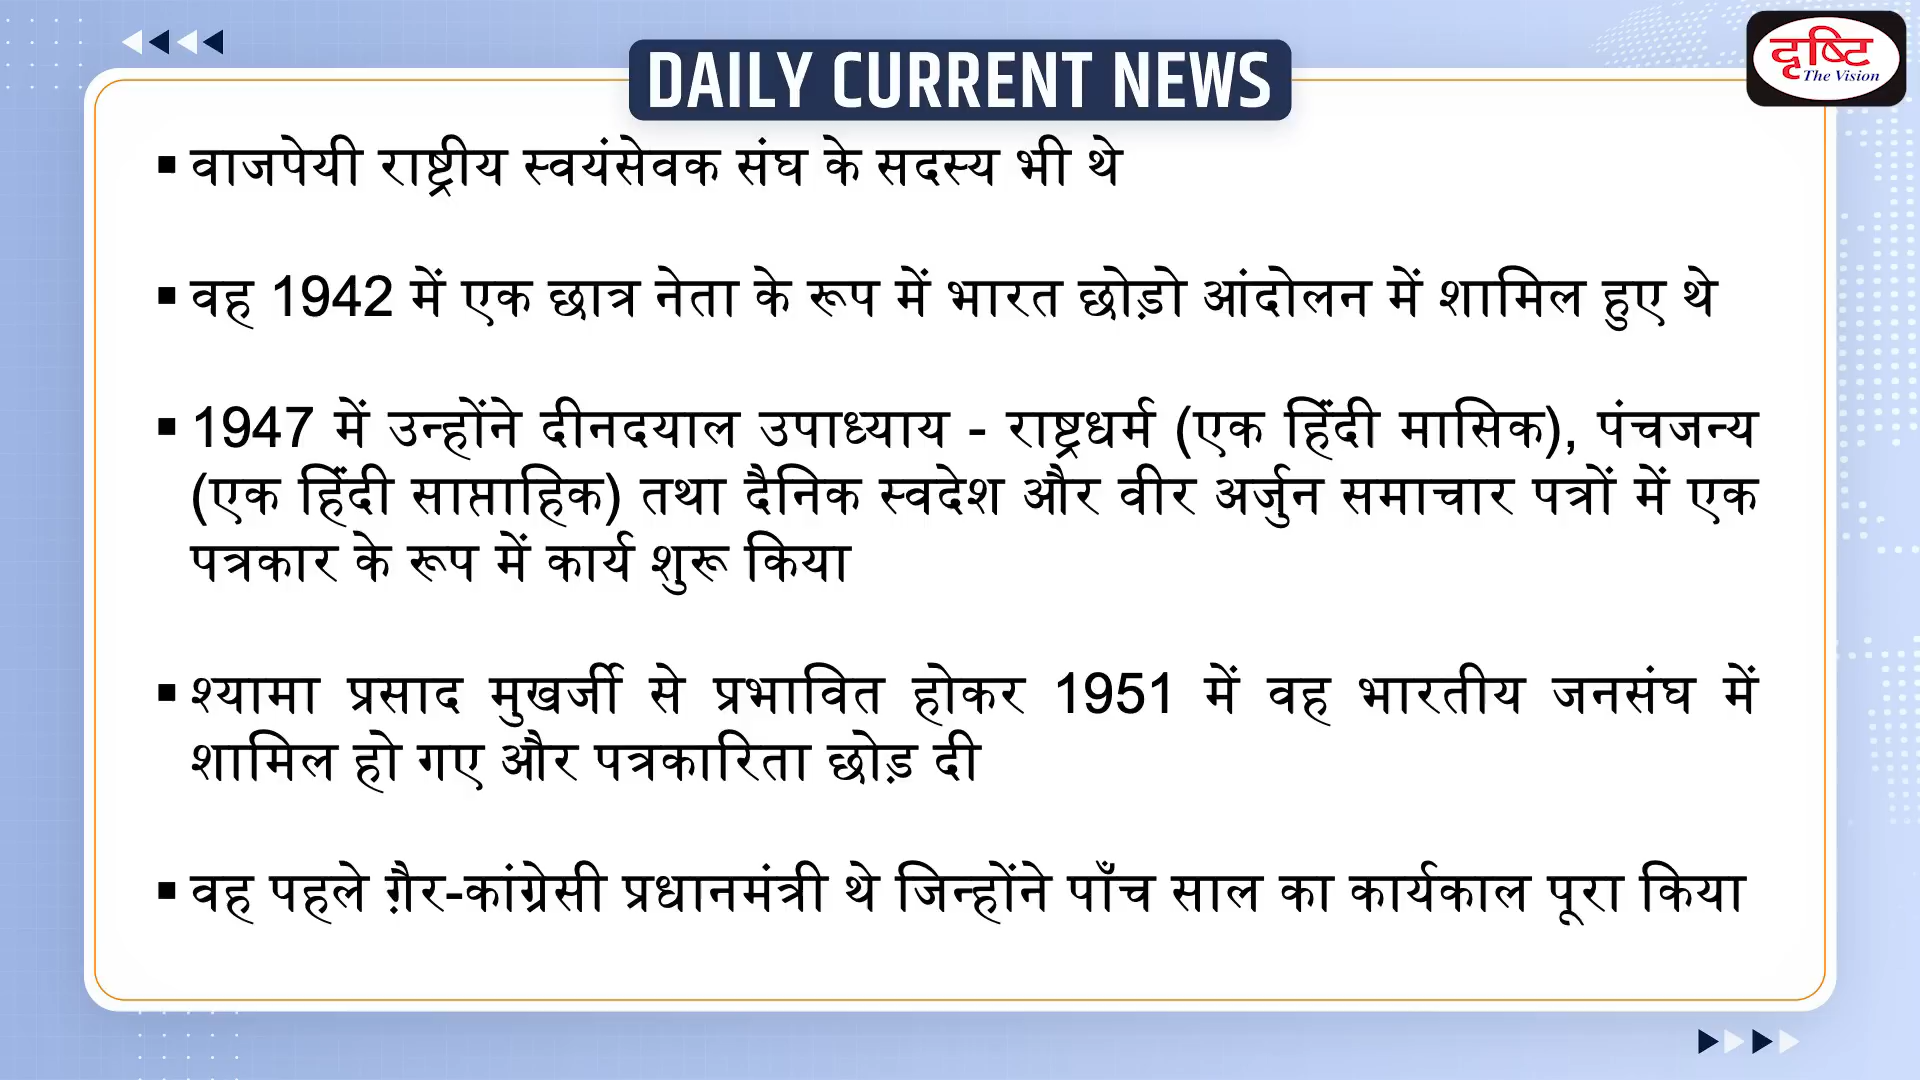 DAILY CURRENT NEWS
दृष्टि
The Vision
▪ वाजपेयी राष्ट्रीय स्वयंसेवक संघ के सदस्य भी थे
▪ वह 1942 में एक छात्र नेता के रूप में भारत छोड़ो आंदोलन में शामिल हुए थे
▪ 1947 में उन्होंने दीनदयाल उपाध्याय - राष्ट्रधर्म (एक हिंदी मासिक), पंचजन्य
(एक हिंदी साप्ताहिक) तथा दैनिक स्वदेश और वीर अर्जुन समाचार पत्रों में एक
पत्रकार के रूप में कार्य शुरू किया
▪ श्यामा प्रसाद मुखर्जी से प्रभावित होकर 1951 में वह भारतीय जनसंघ में
शामिल हो गए और पत्रकारिता छोड़ दी
▪ वह पहले ग़ैर-कांग्रेसी प्रधानमंत्री थे जिन्होंने पाँच साल का कार्यकाल पूरा किया